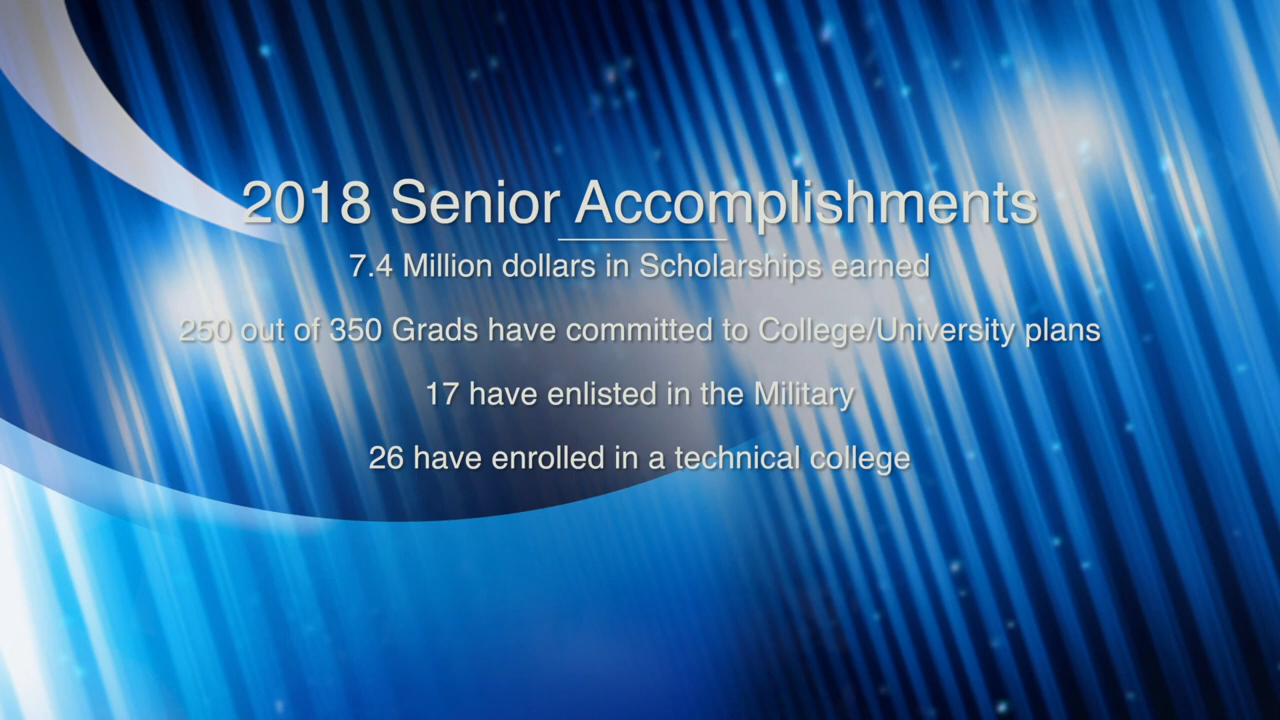 2018 Senior Accomplishments
7.4 Million dollars in Scholarships earned
250 out of 350 Grads have committed to College/University plans
17 have enlisted in the Military
26 have enrolled in a technical college